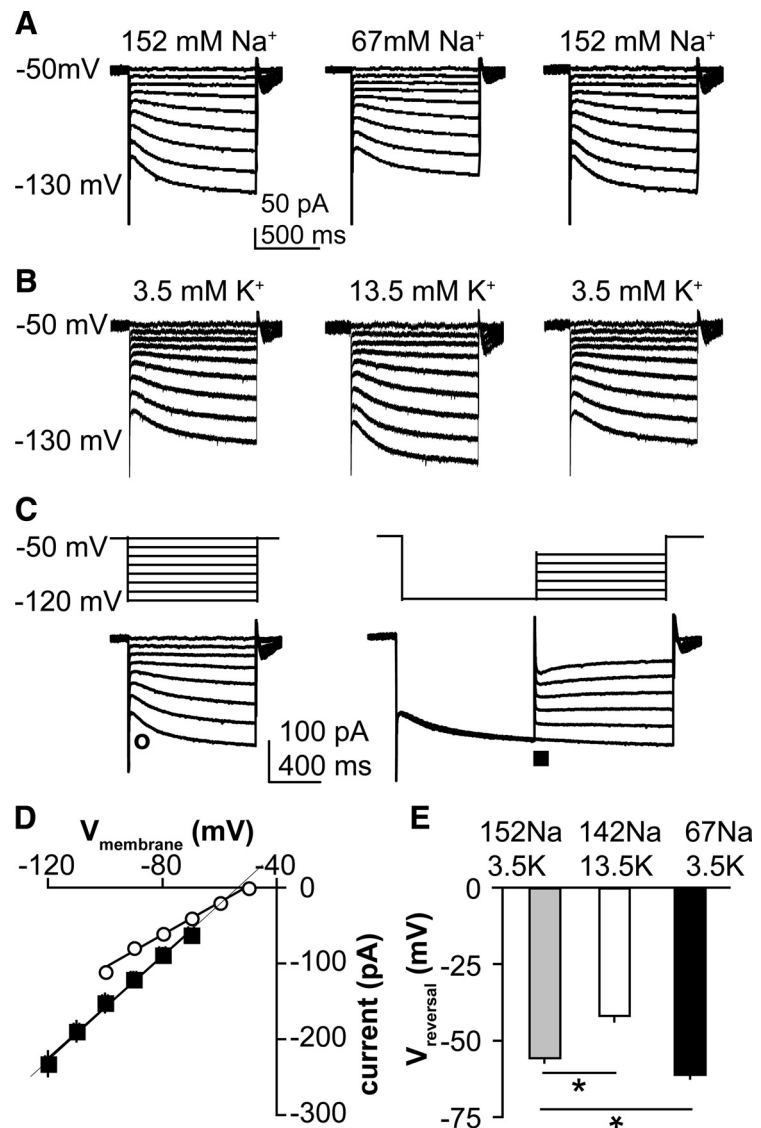 A
152 mM Na⁺ 67mM Na⁺ 152 mM Na⁺
-50mV
-130 mV
50 pA
500 ms
B
3.5 mM K⁺ 13.5 mM K⁺ 3.5 mM K⁺
-50 mV
-130 mV
C
-50 mV
-120 mV
100 pA
400 ms
D
V membrane (mV)
-120 -80 -40
0
-100
-200
-300
current (pA)
E
152Na 142Na 67Na
3.5K 13.5K 3.5K
0
-25
-50
-75
V reversal (mV)
*
*